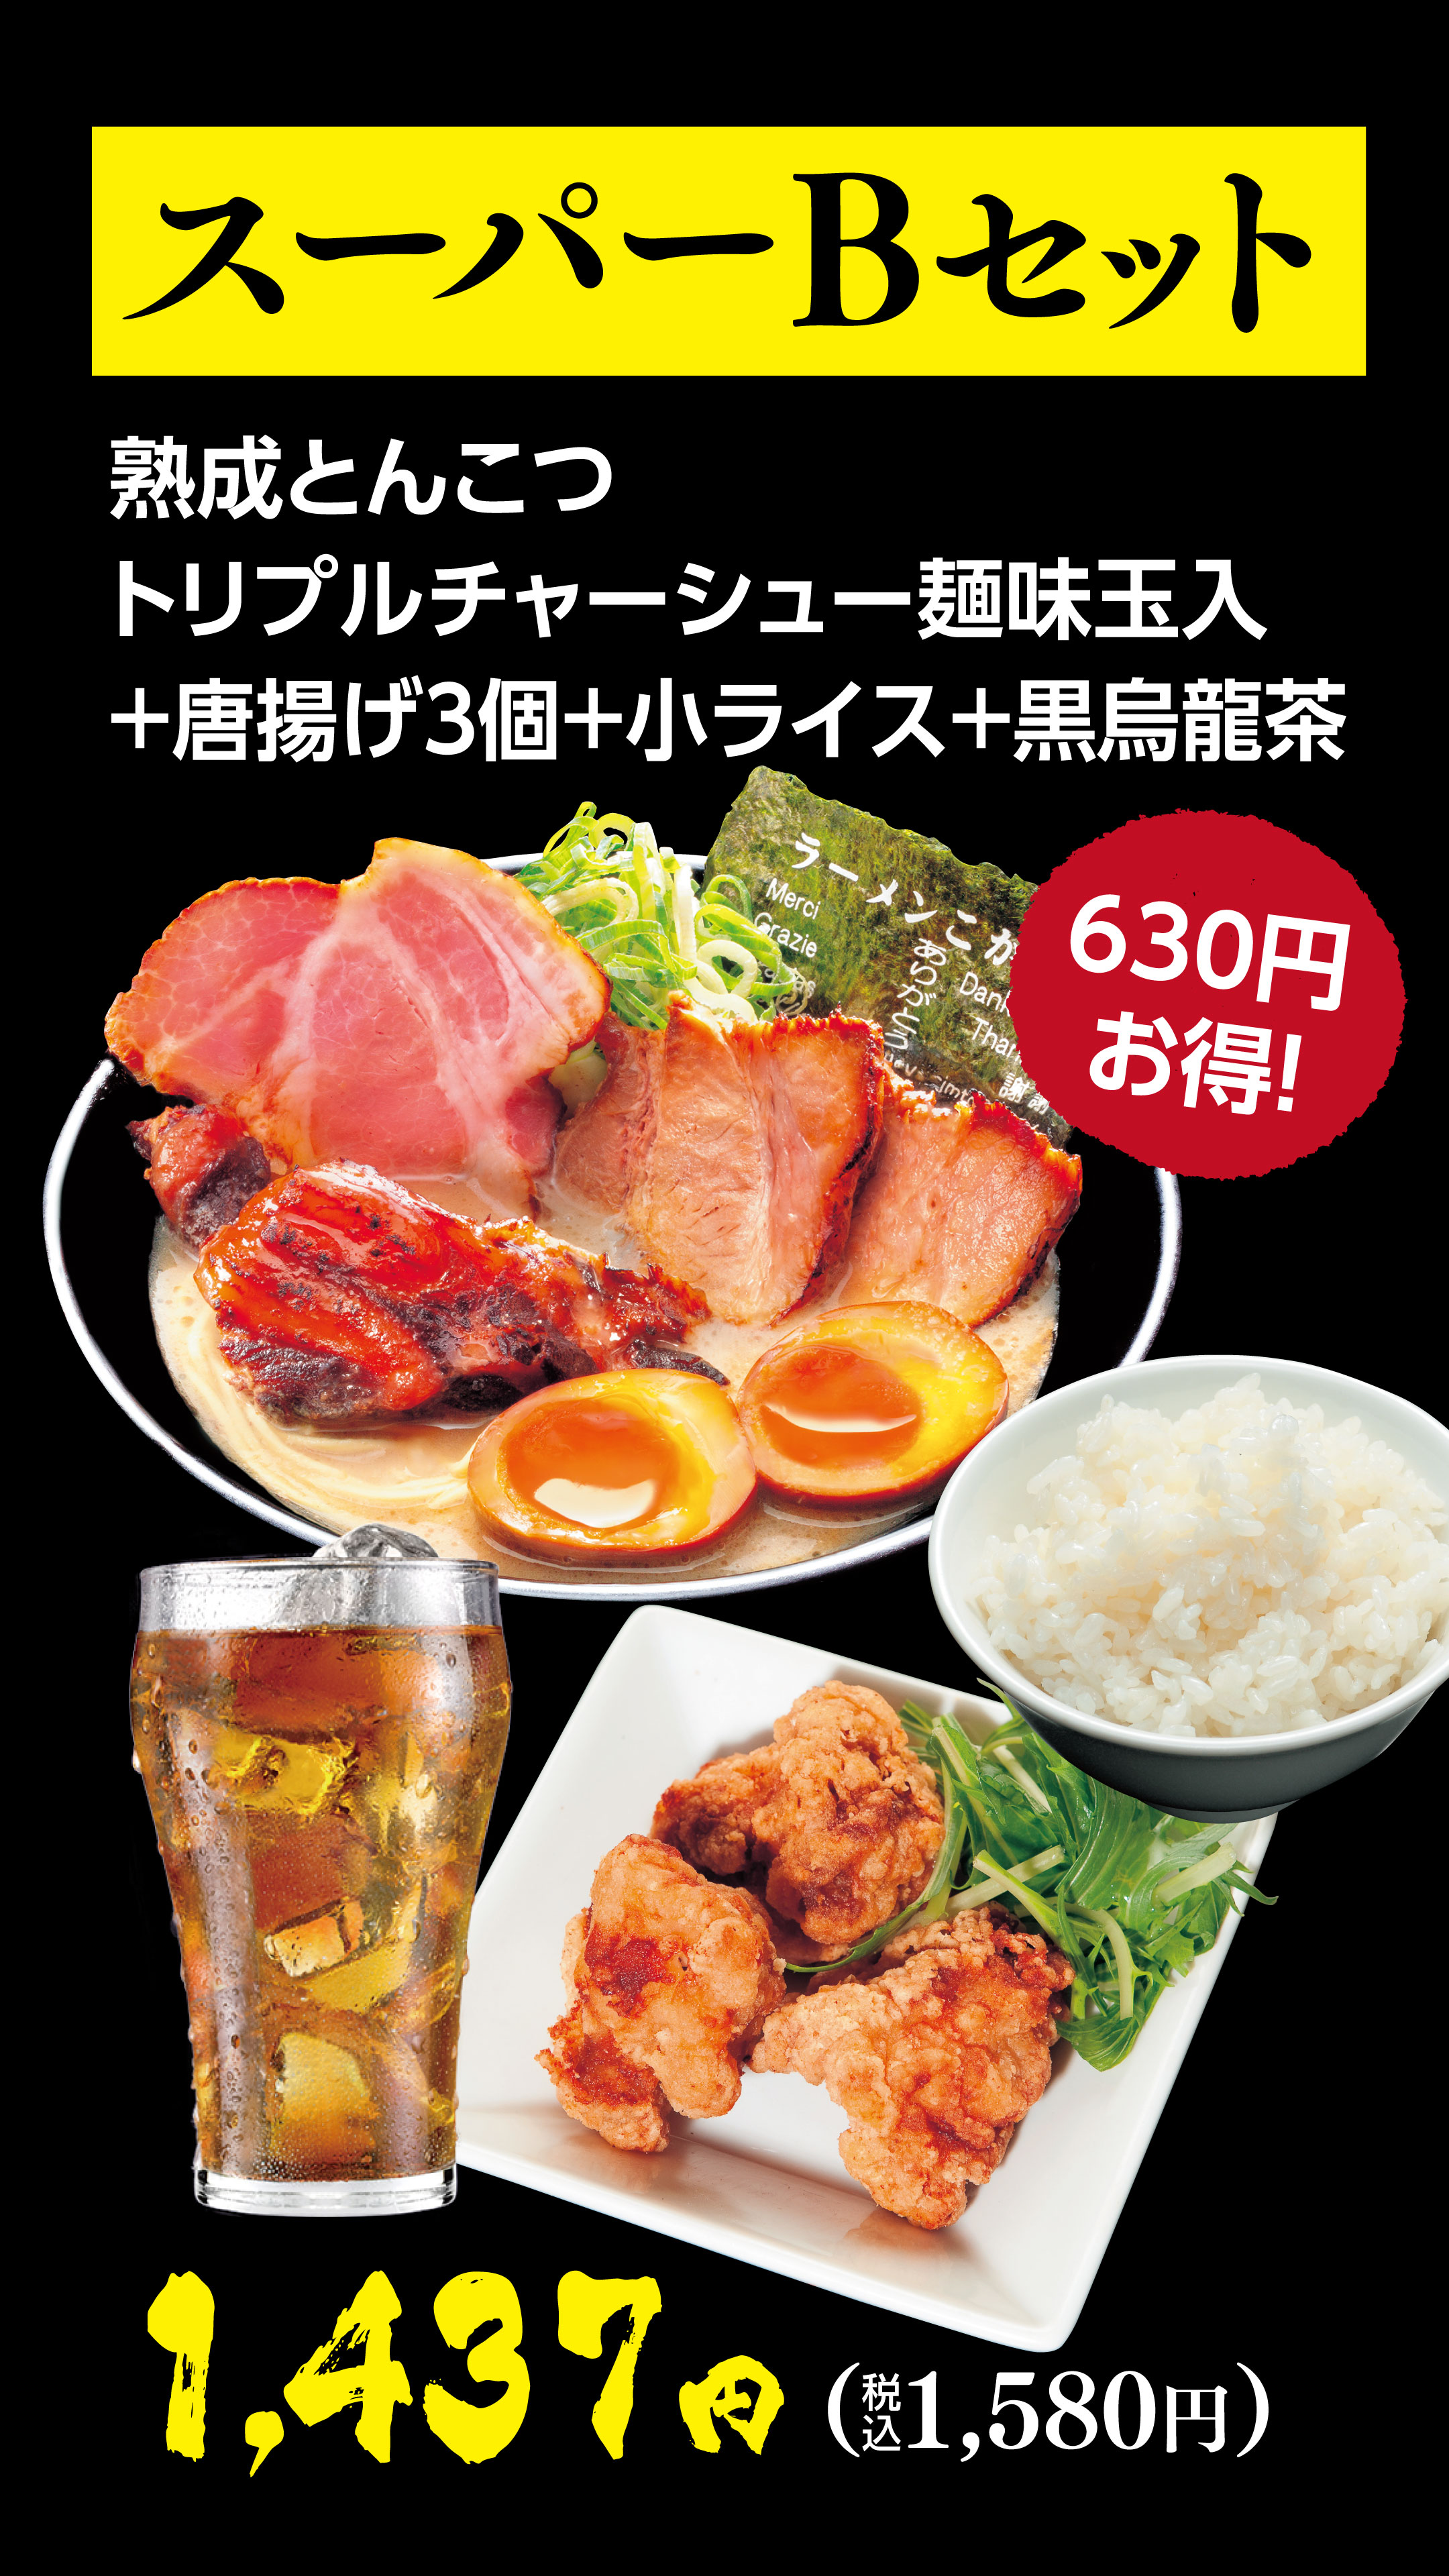 スーパーBセット
熟成とんこつ
トリプルチャーシュー麺味玉入
+唐揚げ3個+小ライス+黒烏龍茶
ラーメンこが
Merci
Grazie
ありがとう
630円
お得!
1,437円
(税込1,580円)